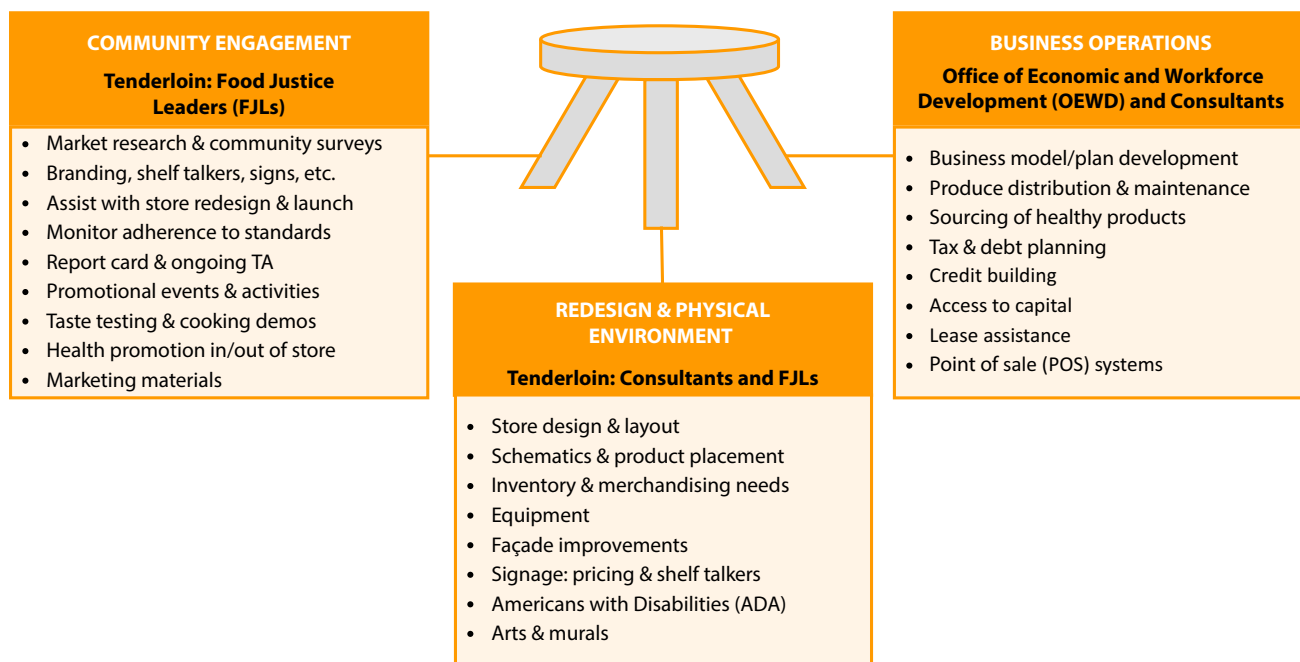 COMMUNITY ENGAGEMENT
Tenderloin: Food Justice
Leaders (FJLs)
• Market research & community surveys
• Branding, shelf talkers, signs, etc.
• Assist with store redesign & launch
• Monitor adherence to standards
• Report card & ongoing TA
• Promotional events & activities
• Taste testing & cooking demos
• Health promotion in/out of store
• Marketing materials
REDESIGN & PHYSICAL
ENVIRONMENT
Tenderloin: Consultants and FJLs
• Store design & layout
• Schematics & product placement
• Inventory & merchandising needs
• Equipment
• Façade improvements
• Signage: pricing & shelf talkers
• Americans with Disabilities (ADA)
• Arts & murals
BUSINESS OPERATIONS
Office of Economic and Workforce
Development (OEWD) and Consultants
• Business model/plan development
• Produce distribution & maintenance
• Sourcing of healthy products
• Tax & debt planning
• Credit building
• Access to capital
• Lease assistance
• Point of sale (POS) systems